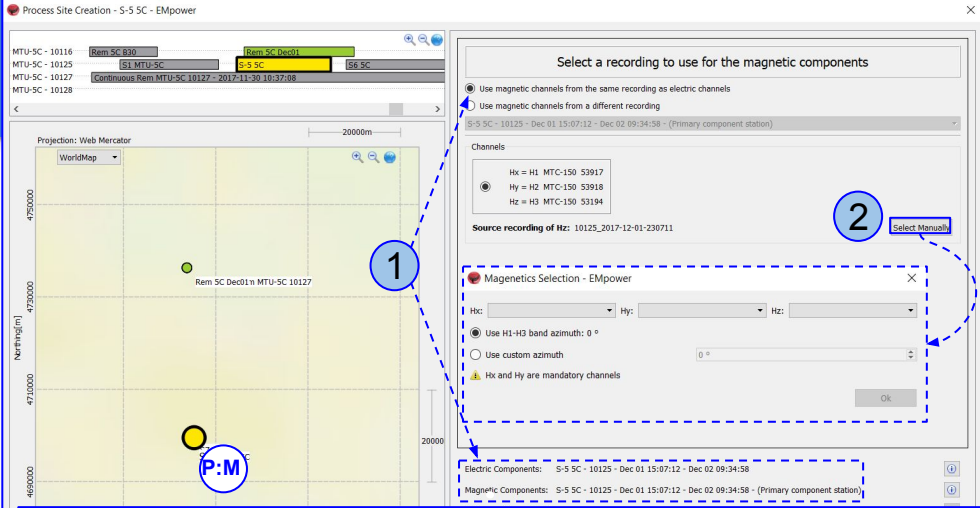 Process Site Creation - S-5 5C - EMpower
MTU-5C - 10116
Rem 5C B30
Rem 5C Dec01
MTU-5C - 10125
S1 MTU-5C
S-5 5C
S6 5C
MTU-5C - 10127
Continuous Rem MTU-5C 10127 - 2017-11-30 10:37:08
MTU-5C - 10128
Projection: Web Mercator
20000m
WorldMap
4750000
4730000
4710000
4690000
Northing[m]
Rem 5C Dec01n MTU-5C 10127
20000
P:M
1
Select a recording to use for the magnetic components
Use magnetic channels from the same recording as electric channels
Use magnetic channels from a different recording
S-5 5C - 10125 - Dec 01 15:07:12 - Dec 02 09:34:58 - (Primary component station)
Channels
Hx = H1 MTC-150 53917
Hy = H2 MTC-150 53918
Hz = H3 MTC-150 53194
2
Source recording of Hz: 10125_2017-12-01-230711
Select Manually
Magenetics Selection - EMpower
Hx:
Hy:
Hz:
Use H1-H3 band azimuth: 0 °
Use custom azimuth
0 °
Hx and Hy are mandatory channels
Ok
Electric Components: S-5 5C - 10125 - Dec 01 15:07:12 - Dec 02 09:34:58
Magnetic Components: S-5 5C - 10125 - Dec 01 15:07:12 - Dec 02 09:34:58 - (Primary component station)